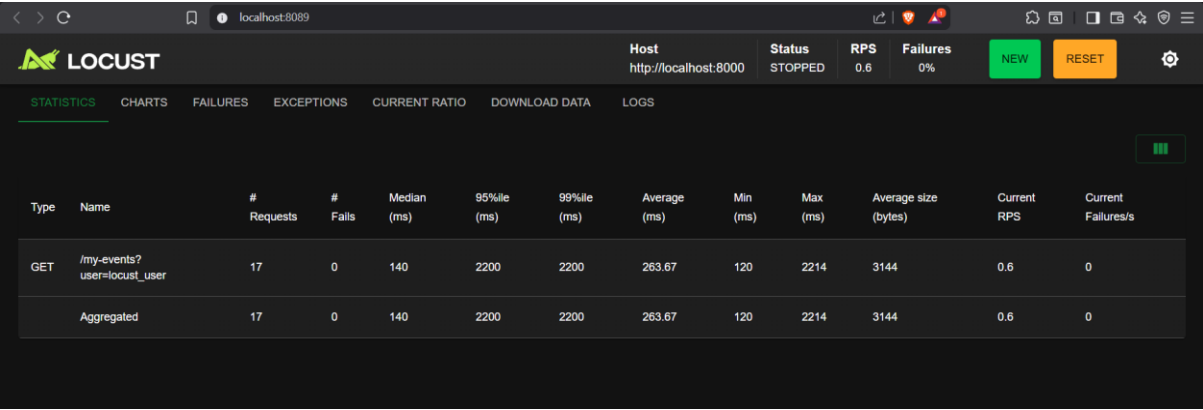 localhost:8089
LOCUST
Host
http://localhost:8000
Status
STOPPED
RPS
0.6
Failures
0%
NEW
RESET
STATISTICS CHARTS FAILURES EXCEPTIONS CURRENT RATIO DOWNLOAD DATA LOGS
Type Name # Requests # Fails Median (ms) 95%ile (ms) 99%ile (ms) Average (ms) Min (ms) Max (ms) Average size (bytes) Current RPS Current Failures/s
GET /my-events?user=locust_user 17 0 140 2200 2200 263.67 120 2214 3144 0.6 0
Aggregated 17 0 140 2200 2200 263.67 120 2214 3144 0.6 0